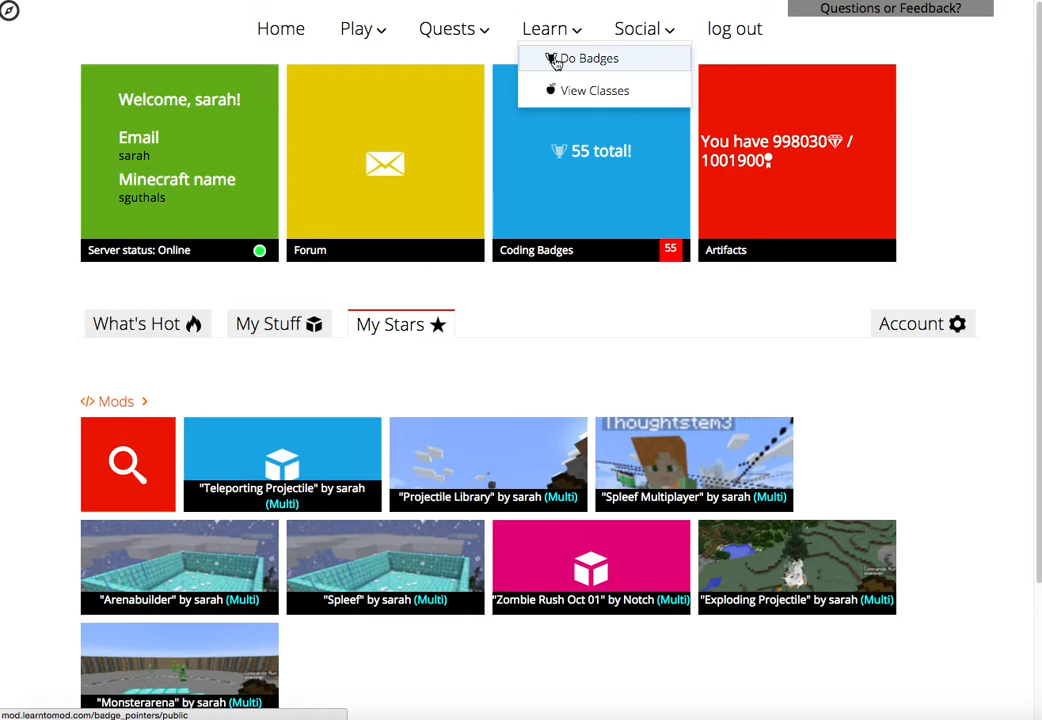 Questions or Feedback?
Home
Play
Quests
Learn
Social
log out
Do Badges
View Classes
Welcome, sarah!
Email
sarah
Minecraft name
sguthals
Server status: Online
Forum
55 total!
Coding Badges
55
You have 998030 /
1001900
Artifacts
What's Hot
My Stuff
My Stars
Account
</> Mods >
"Teleporting Projectile" by sarah
(Multi)
"Projectile Library" by sarah (Multi)
Thoughtstem3
"Spleef Multiplayer" by sarah (Multi)
"Arenabuilder" by sarah (Multi)
"Spleef" by sarah (Multi)
"Zombie Rush Oct 01" by Notch (Multi)
"Exploding Projectile" by sarah (Multi)
"Monsterarena" by sarah (Multi)
mod.learntomod.com/badge_pointers/public